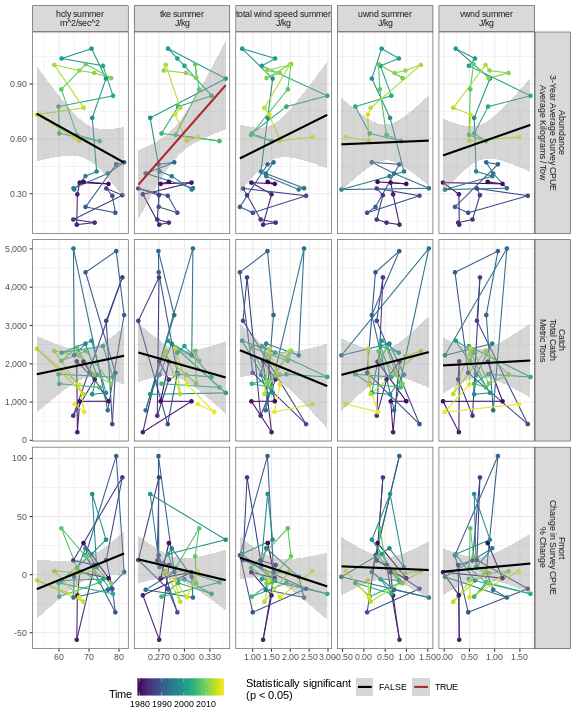 hcly summer
m^2/sec^2
tke summer
J/kg
total wind speed summer
J/kg
uwnd summer
J/kg
vwnd summer
J/kg
0.90
0.60
0.30
Abundance
3-Year Average Survey CPUE
Average Kilograms / Tow
5,000
4,000
3,000
2,000
1,000
0
Catch
Total Catch
Metric Tons
100
50
0
-50
Fmort
Change in Survey CPUE
% Change
60 70 80
0.270 0.300 0.330
1.00 1.50 2.00 2.50 3.00
-0.50 0.00 0.50 1.00 1.50
0.00 0.50 1.00 1.50
Time
1980 1990 2000 2010
Statistically significant
(p < 0.05)
FALSE
TRUE